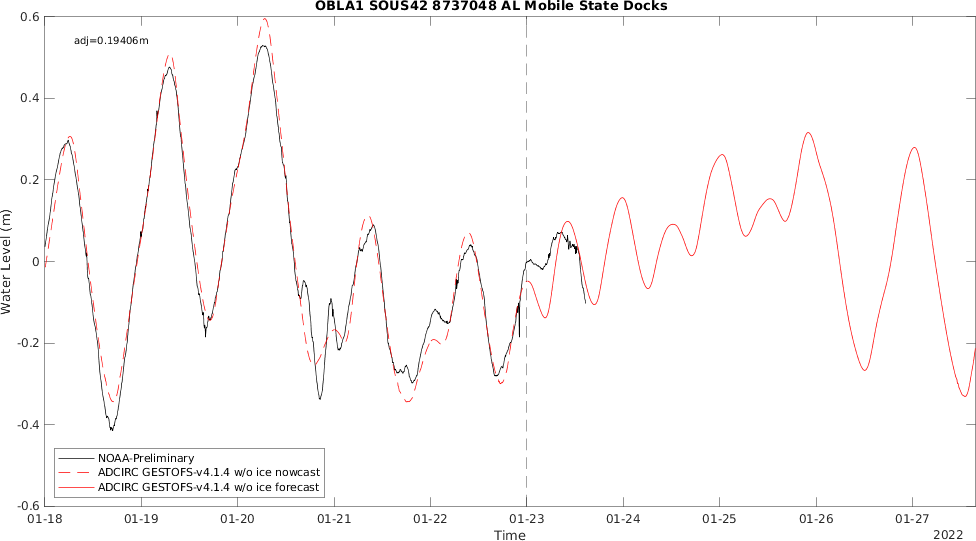 OBLA1 SOUS42 8737048 AL Mobile State Docks
adj=0.19406m
0.6
0.4
0.2
0
-0.2
-0.4
-0.6
Water Level (m)
NOAA-Preliminary
ADCIRC GESTOFS-v4.1.4 w/o ice nowcast
ADCIRC GESTOFS-v4.1.4 w/o ice forecast
01-18 01-19 01-20 01-21 01-22 01-23 01-24 01-25 01-26 01-27
Time
2022